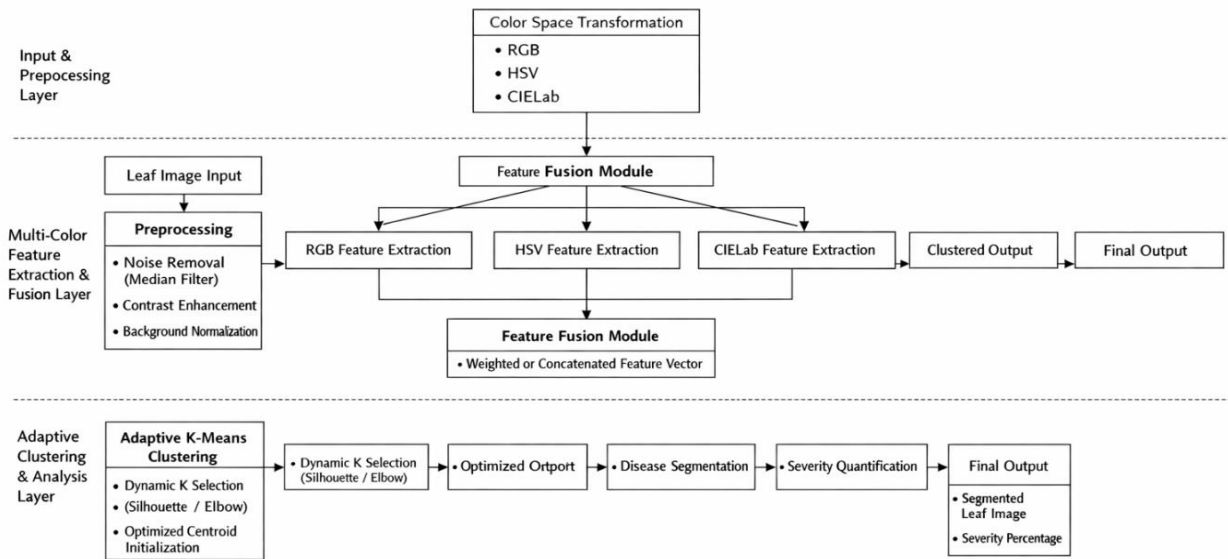 Color Space Transformation
• RGB
• HSV
• CIELab
Input &
Prepocessing
Layer
Leaf Image Input
Feature Fusion Module
Multi-Color
Feature
Extraction &
Fusion Layer
Preprocessing
• Noise Removal
(Median Filter)
• Contrast Enhancement
• Background Normalization
RGB Feature Extraction
HSV Feature Extraction
CIELab Feature Extraction
Clustered Output
Final Output
Feature Fusion Module
• Weighted or Concatenated Feature Vector
Adaptive
Clustering
& Analysis
Layer
Adaptive K-Means
Clustering
• Dynamic K Selection
• (Silhouette / Elbow)
• Optimized Centroid
Initialization
• Dynamic K Selection
(Silhouette / Elbow)
• Optimized Ortport
• Disease Segmentation
• Severity Quantification
Final Output
• Segmented
Leaf Image
• Severity Percentage